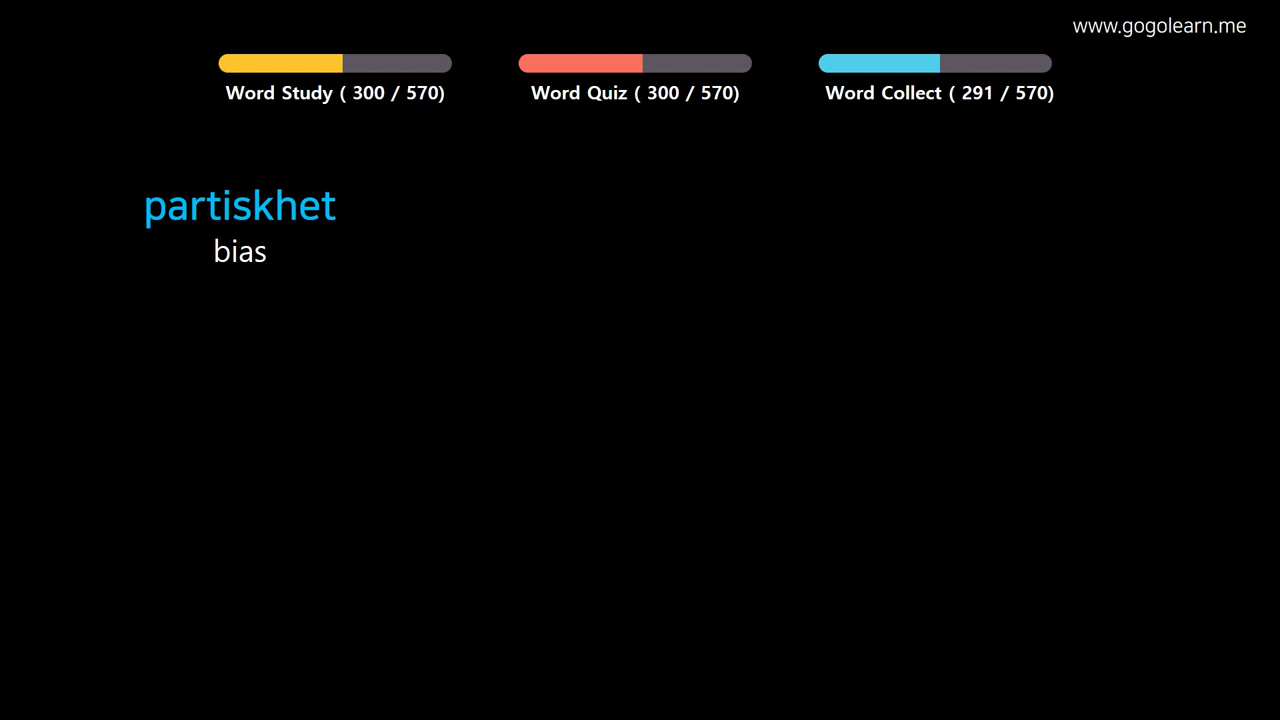 www.gogolearn.me
Word Study ( 300 / 570)
Word Quiz ( 300 / 570)
Word Collect ( 291 / 570)
partiskhet
bias